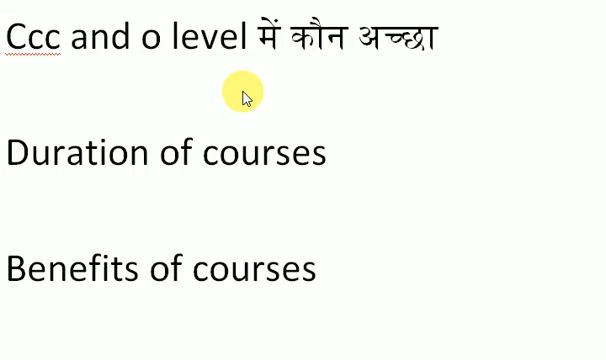 Ccc and o level में कौन अच्छा
Duration of courses
Benefits of courses